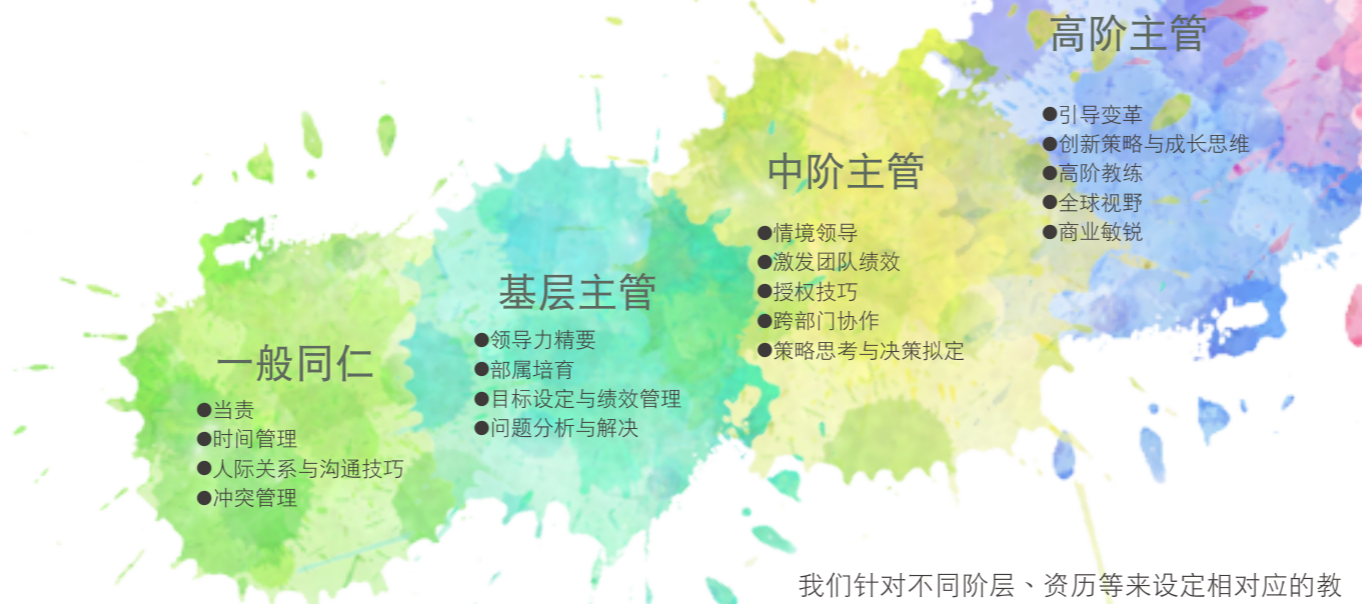 一般同仁
●当责
●时间管理
●人际关系与沟通技巧
●冲突管理
基层主管
●领导力精要
●部属培育
●目标设定与绩效管理
●问题分析与解决
中阶主管
●情境领导
●激发团队绩效
●授权技巧
●跨部门协作
●策略思考与决策拟定
高阶主管
●引导变革
●创新策略与成长思维
●高阶教练
●全球视野
●商业敏锐
我们针对不同阶层、资历等来设定相对应的教